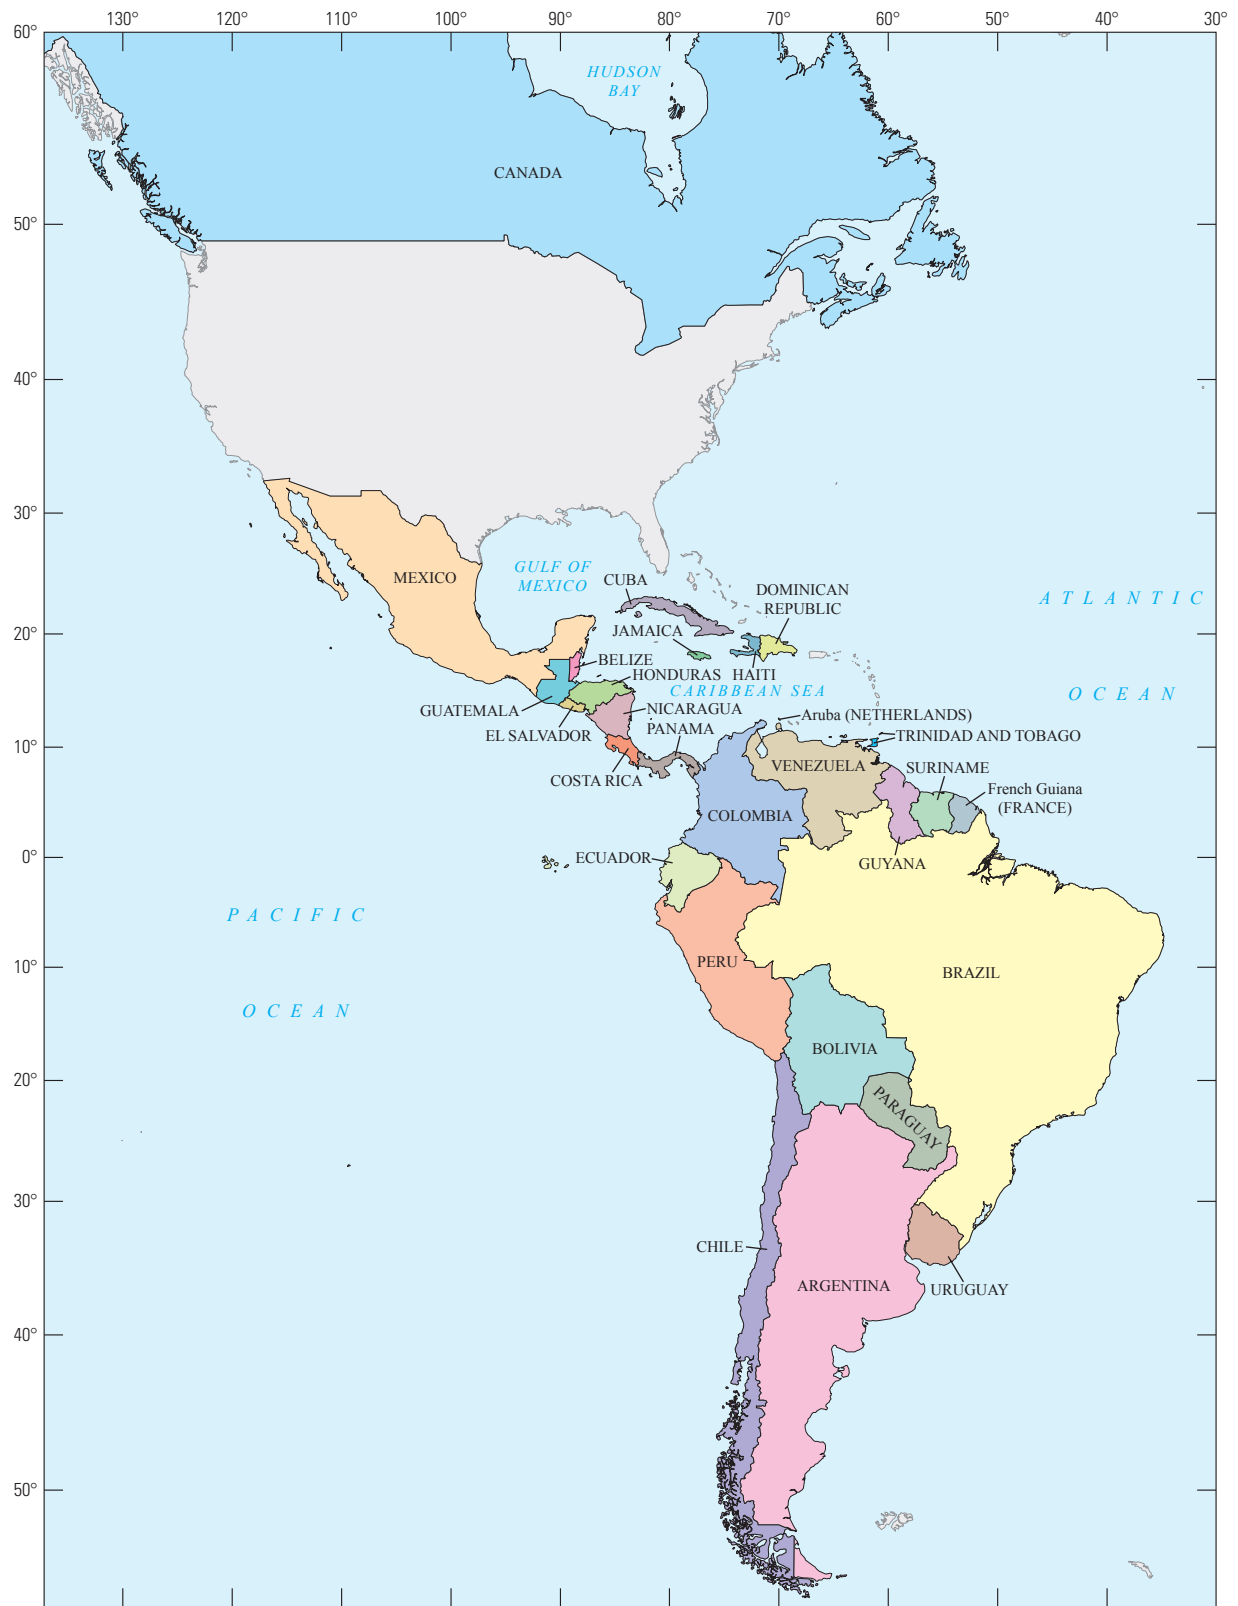 130° 120° 110° 100° 90° 80° 70° 60° 50° 40° 30°
60°
HUDSON
BAY
CANADA
50°
40°
30°
GULF OF
MEXICO
MEXICO
CUBA
DOMINICAN
REPUBLIC
ATLANTIC
20°
JAMAICA
BELIZE
HONDURAS
HAITI
CARIBBEAN SEA
OCEAN
GUATEMALA
NICARAGUA
Aruba (NETHERLANDS)
EL SALVADOR
PANAMA
TRINIDAD AND TOBAGO
10°
COSTA RICA
VENEZUELA
SURINAME
French Guiana
(FRANCE)
COLOMBIA
0°
ECUADOR
GUYANA
PACIFIC
10°
PERU
BRAZIL
OCEAN
BOLIVIA
20°
PARAGUAY
30°
CHILE
ARGENTINA
URUGUAY
40°
50°